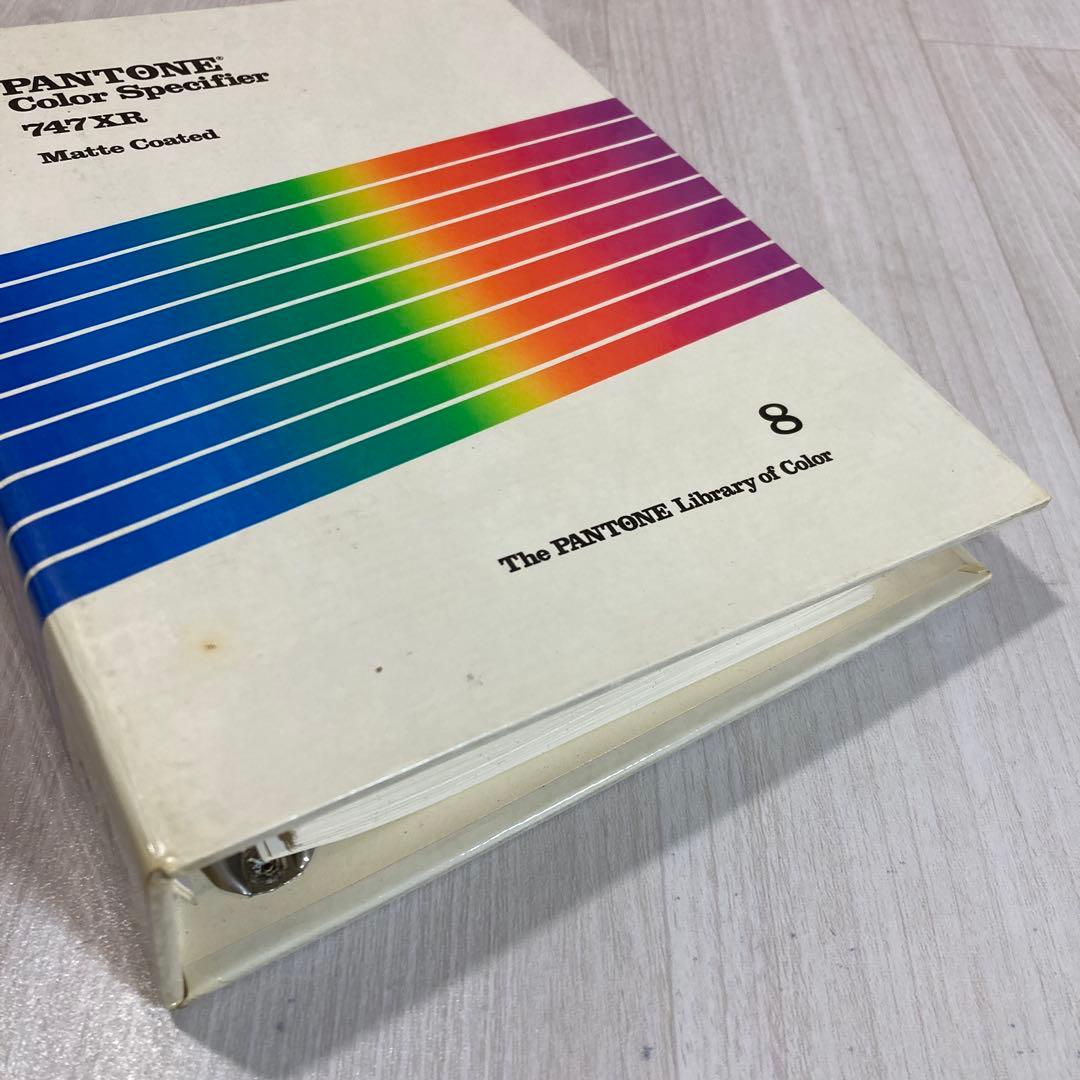 PANTONE®
Color Specifier
747XR
Matte Coated
8
The PANTONE Library of Color